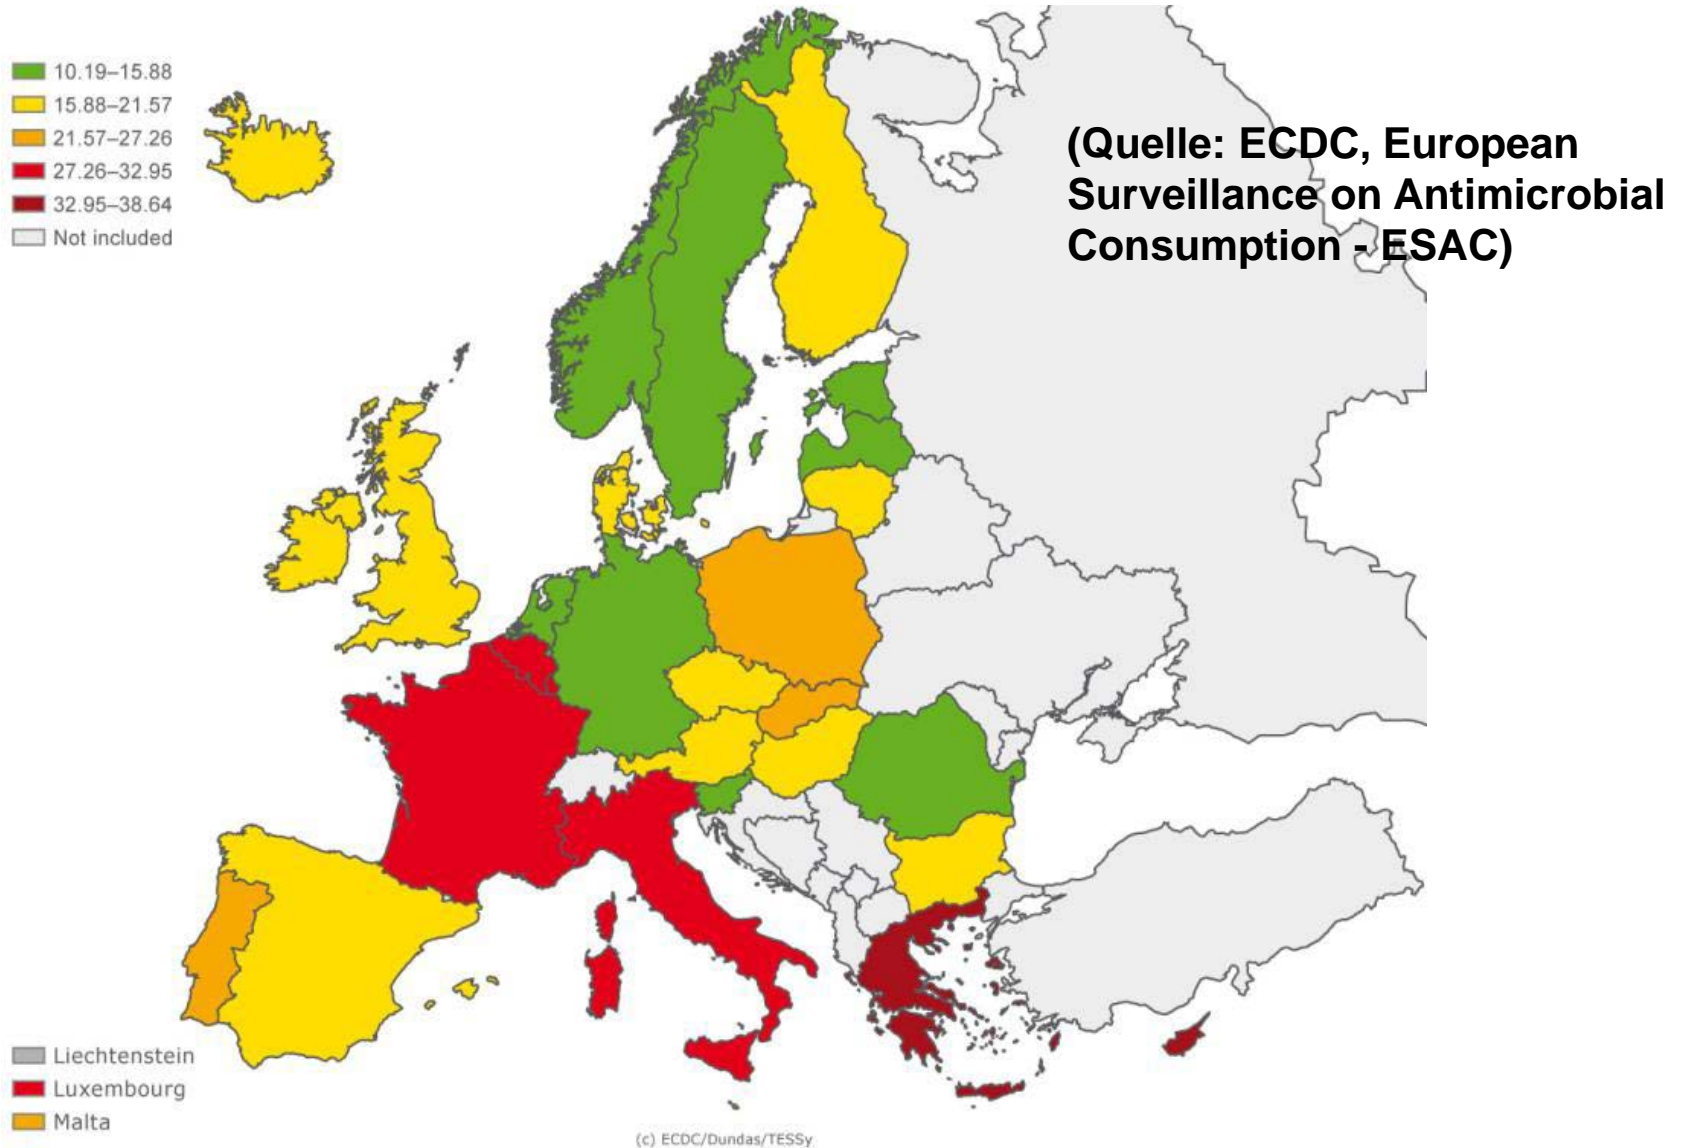 10.19–15.88
15.88–21.57
21.57–27.26
27.26–32.95
32.95–38.64
Not included
(Quelle: ECDC, European
Surveillance on Antimicrobial
Consumption - ESAC)
Liechtenstein
Luxembourg
Malta
(c) ECDC/Dundas/TESSy